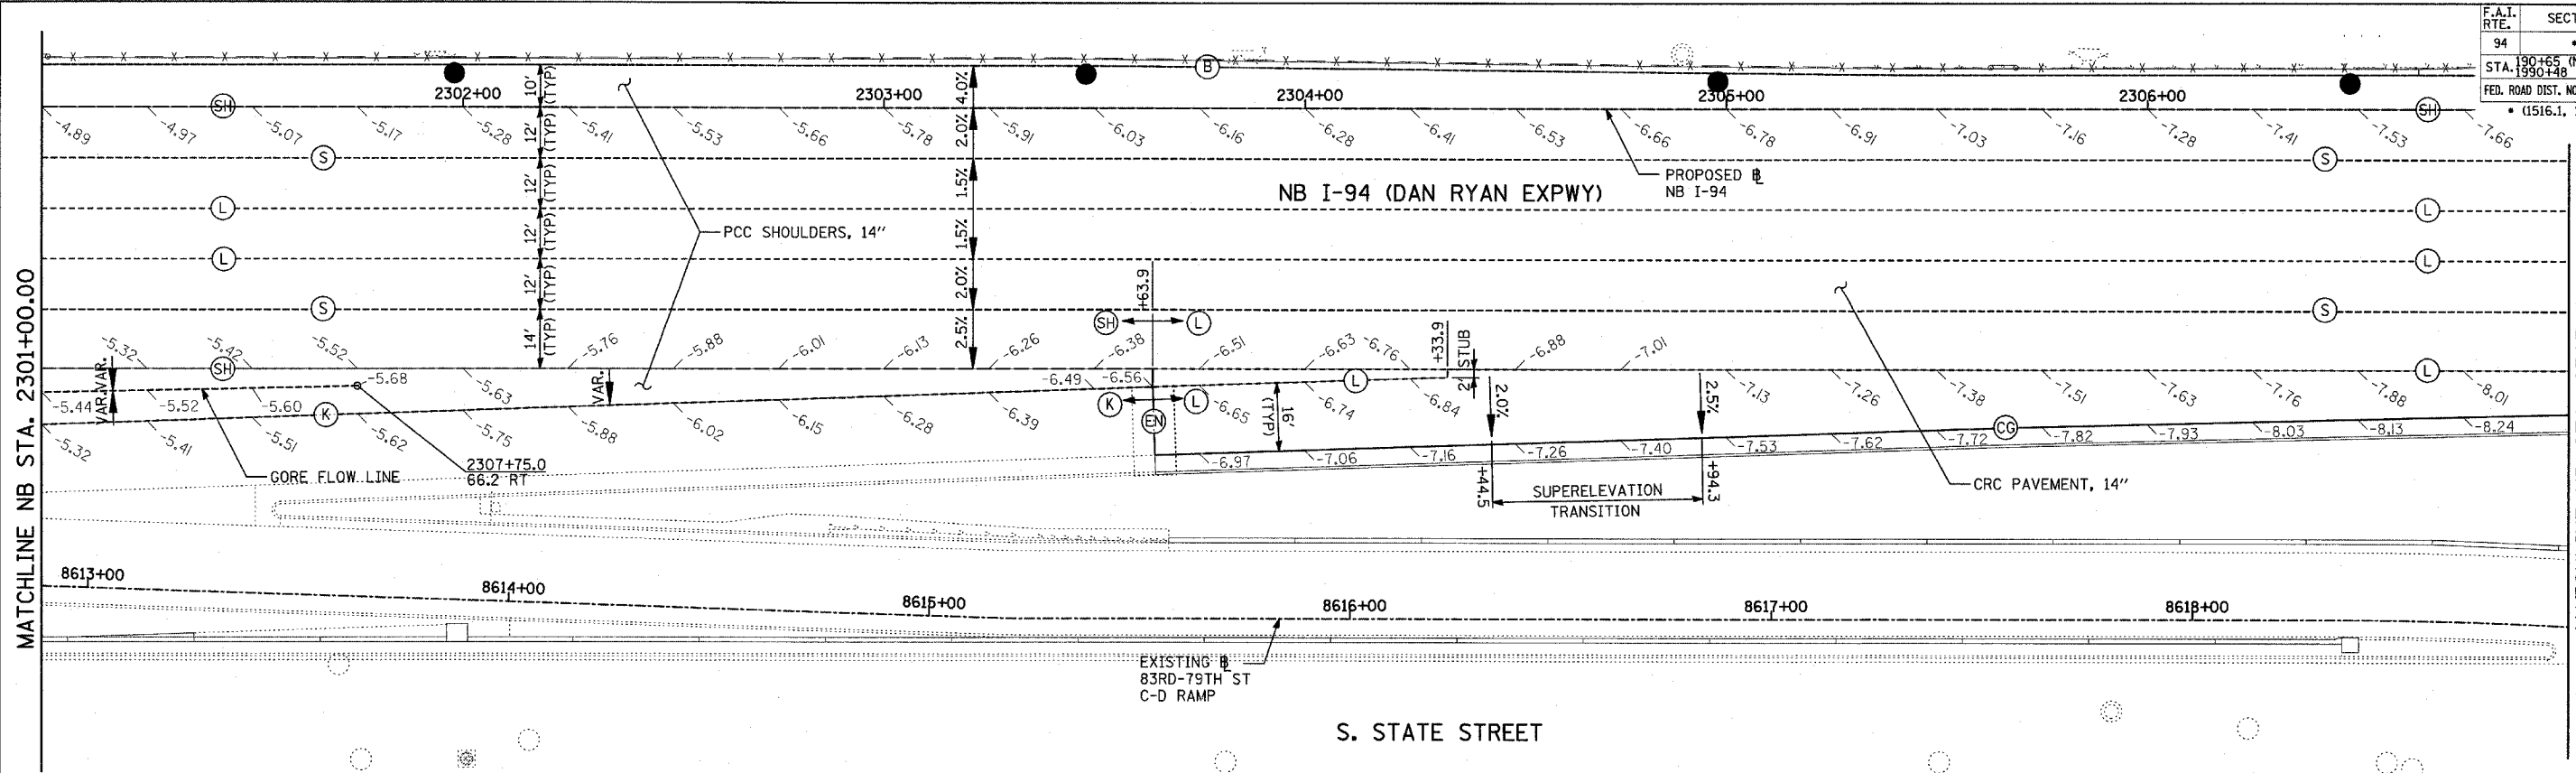 F.A.I. RTE.
SECT
94
STA. 190+65 (N
1990+48
FED. ROAD DIST. NO
* (1516.1,
B
10' (TYP)
4.0%
2302+00
2303+00
2304+00
2305+00
2306+00
SH
SH
-4.89
-4.97
-5.07
-5.17
-5.28
-5.41
-5.53
-5.66
-5.78
-5.91
-6.03
-6.16
-6.28
-6.41
-6.53
-6.66
-6.78
-6.91
-7.03
-7.16
-7.28
-7.41
-7.53
-7.66
12' (TYP)
2.0%
S
S
12' (TYP)
1.5%
PROPOSED ℄
NB I-94
NB I-94 (DAN RYAN EXPWY)
L
L
PCC SHOULDERS, 14"
12' (TYP)
1.5%
L
L
12' (TYP)
2.0%
+63.9
S
S
14' (TYP)
2.5%
SH
L
+33.9
2' STUB
-5.32
-5.42
-5.52
-5.76
-5.88
-6.01
-6.13
-6.26
-6.38
-6.51
-6.63
-6.76
-6.88
-7.01
SH
L
VAR.
VAR.
VAR.
-5.68
-6.49
-6.56
L
2.0%
2.5%
-5.44
-5.52
-5.60
-5.63
K
K
L
EN
16' (TYP)
-6.65
-6.74
-6.84
-7.13
-7.26
-7.38
-7.51
-7.63
-7.76
-7.88
-8.01
-5.32
-5.41
-5.51
-5.62
-5.75
-5.88
-6.02
-6.15
-6.28
-6.39
-6.97
-7.06
-7.16
-7.26
-7.40
-7.53
-7.62
-7.72
CG
-7.82
-7.93
-8.03
-8.13
-8.24
GORE FLOW LINE
2307+75.0
66.2 RT
+44.5
+94.3
SUPERELEVATION
TRANSITION
CRC PAVEMENT, 14"
MATCHLINE NB STA. 2301+00.00
8613+00
8614+00
8615+00
8616+00
8617+00
8618+00
EXISTING ℄
83RD-79TH ST
C-D RAMP
S. STATE STREET